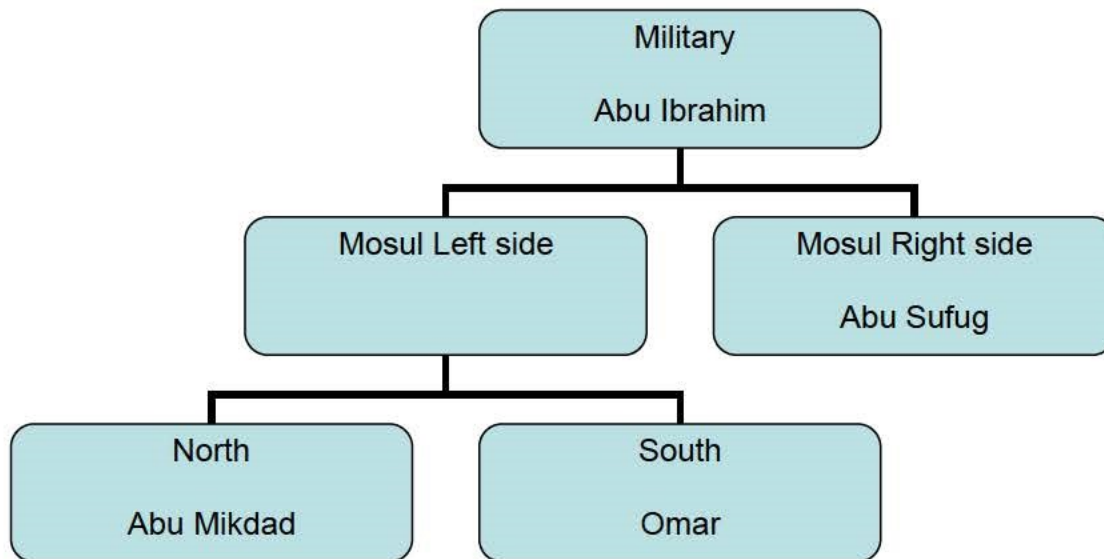 Military
Abu Ibrahim
Mosul Left side
Mosul Right side
Abu Sufug
North
Abu Mikdad
South
Omar